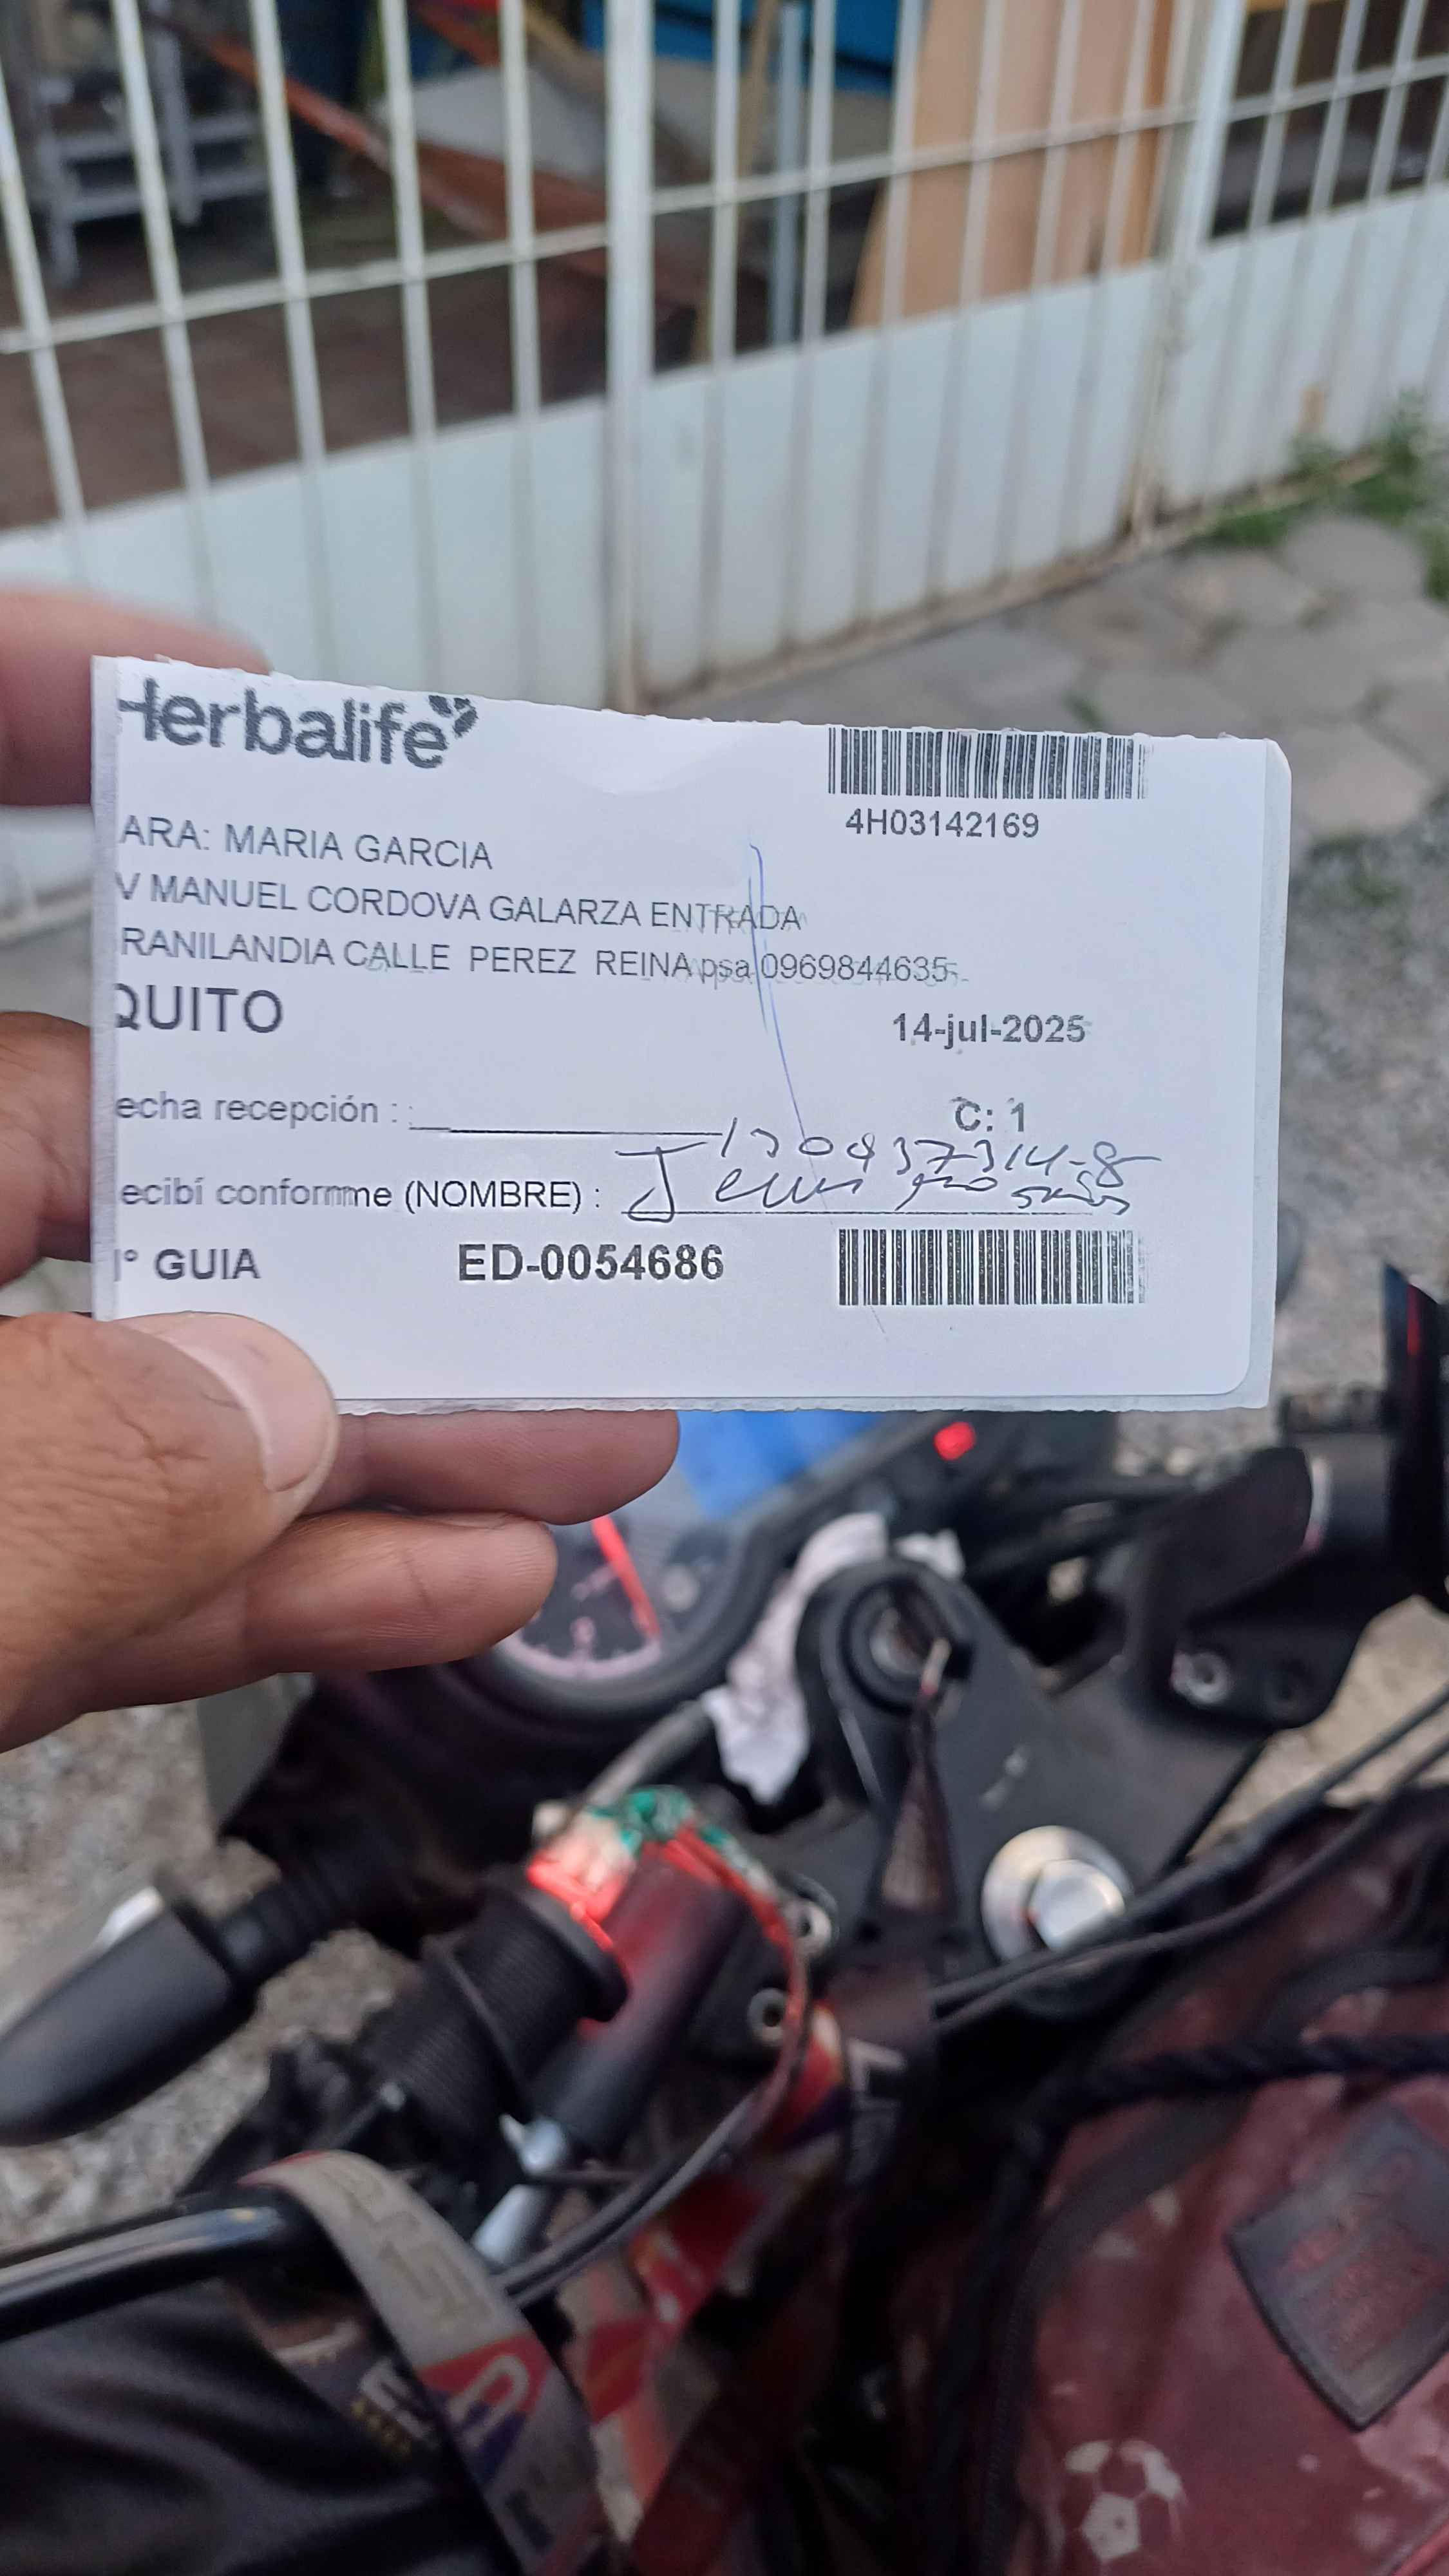 Herbalife
4H03142169
ARA: MARIA GARCIA
V MANUEL CORDOVA GALARZA ENTRADA
RANILANDIA CALLE PEREZ REINA psa 0969844635
QUITO
14-jul-2025
echa recepción :
C: 1
ecibí conforme (NOMBRE) :
N° GUIA
ED-0054686